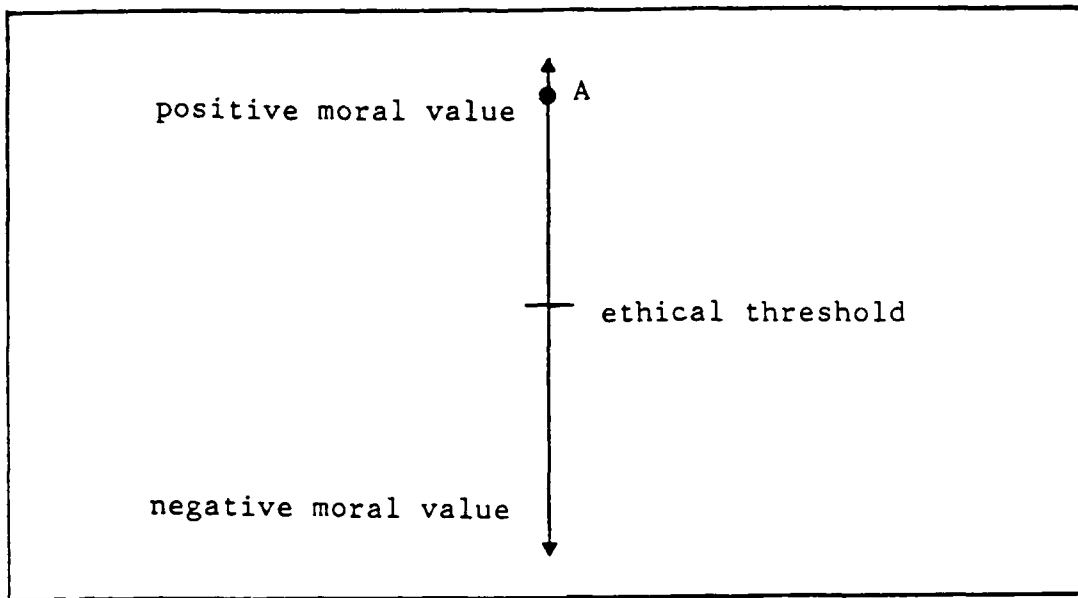 A
positive moral value
ethical threshold
negative moral value